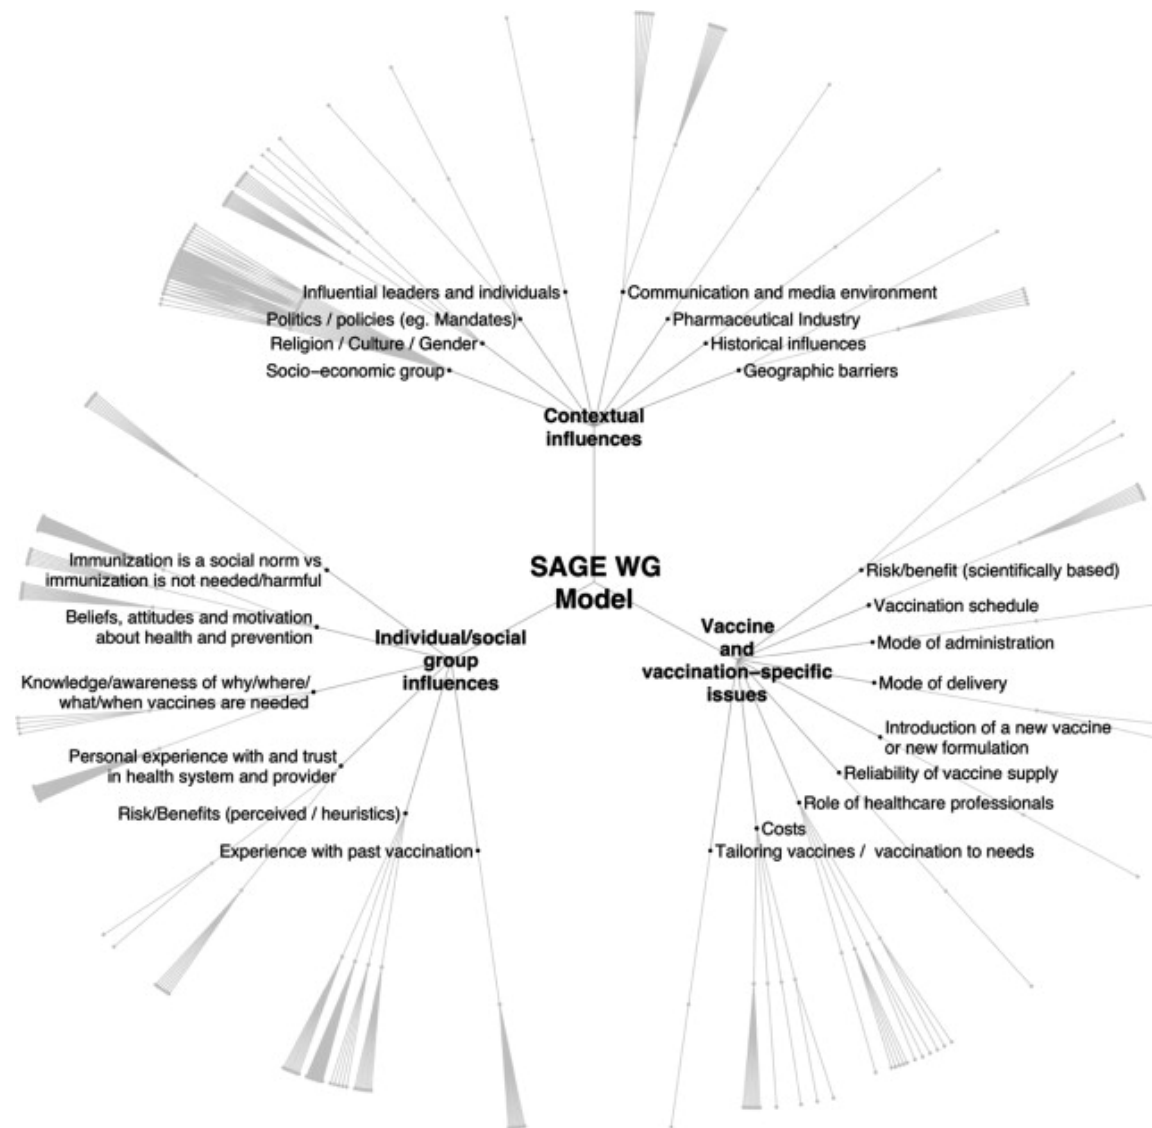 Influential leaders and individuals
Politics / policies (eg. Mandates)
Religion / Culture / Gender
Socio−economic group
Communication and media environment
Pharmaceutical Industry
Historical influences
Geographic barriers
Contextual
influences
SAGE WG
Model
Immunization is a social norm vs
immunization is not needed/harmful
Beliefs, attitudes and motivation
about health and prevention
Knowledge/awareness of why/where/
what/when vaccines are needed
Personal experience with and trust
in health system and provider
Risk/Benefits (perceived / heuristics)
Experience with past vaccination
Individual/social
group
influences
Vaccine
and
vaccination−specific
issues
Risk/benefit (scientifically based)
Vaccination schedule
Mode of administration
Mode of delivery
Introduction of a new vaccine
or new formulation
Reliability of vaccine supply
Role of healthcare professionals
Costs
Tailoring vaccines / vaccination to needs